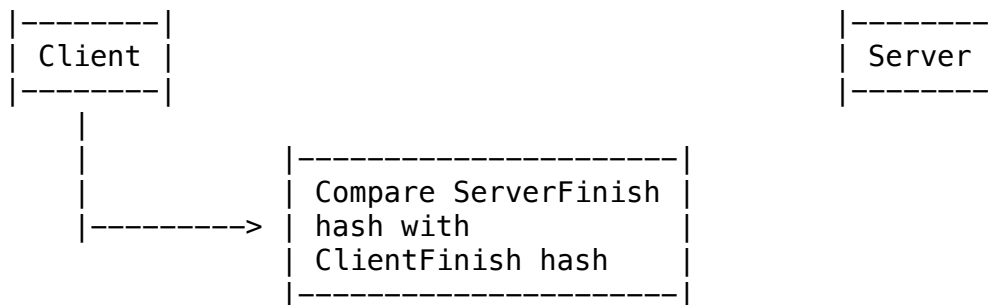 Client
Server
Compare ServerFinish
hash with
ClientFinish hash